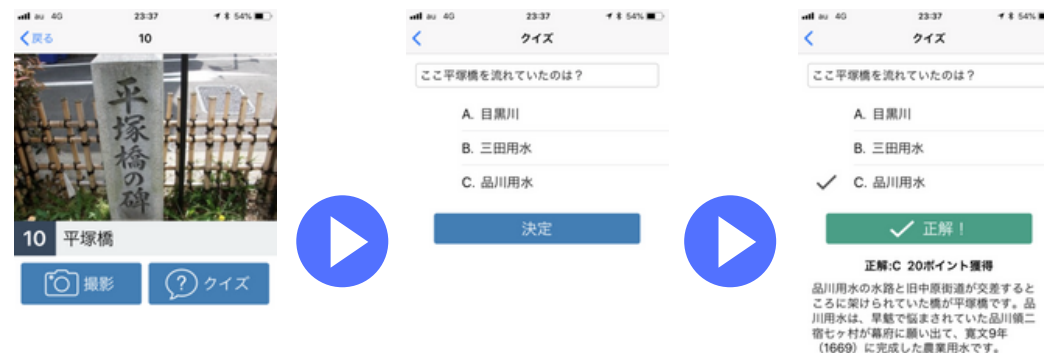 au 4G 23:37 54%
戻る 10
平塚橋の碑
10 平塚橋
撮影 クイズ
au 4G 23:37 54%
クイズ
ここ平塚橋を流れていたのは？
A. 目黒川
B. 三田用水
C. 品川用水
決定
au 4G 23:37 54%
クイズ
ここ平塚橋を流れていたのは？
A. 目黒川
B. 三田用水
C. 品川用水
正解！
正解:C 20ポイント獲得
品川用水の水路と旧中原街道が交差すると
ころに架けられていた橋が平塚橋です。品
川用水は、旱魃で悩まされていた品川領二
宿七ヶ村が幕府に願い出て、寛文9年
（1669）に完成した農業用水です。